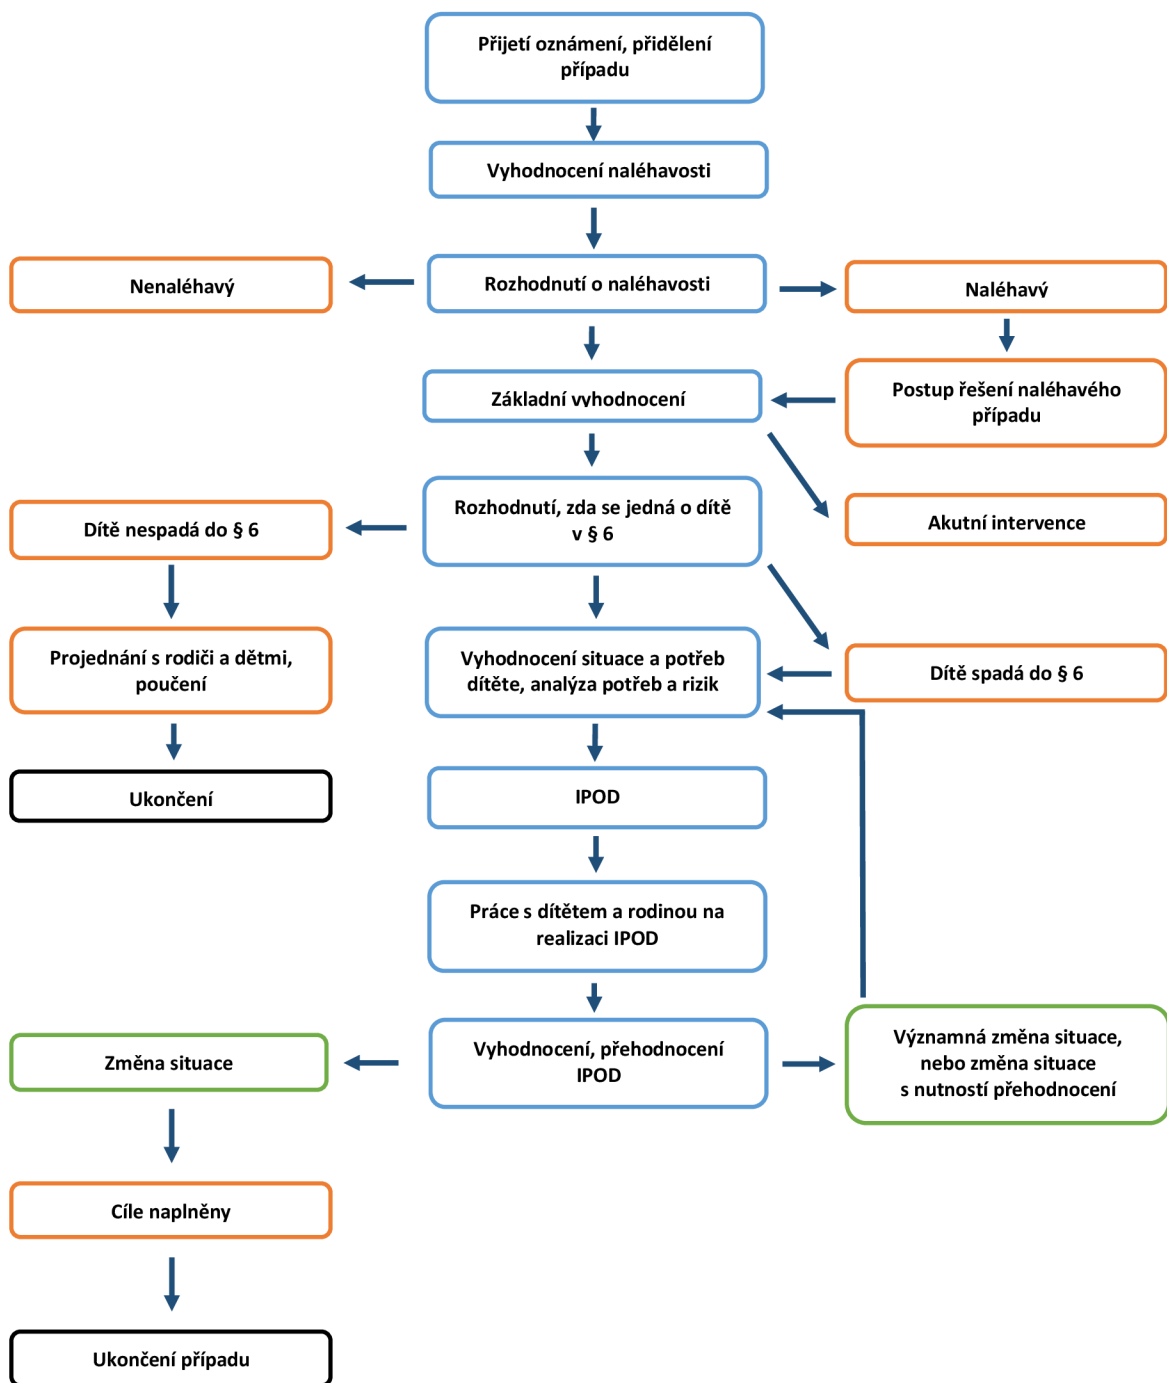 Přijetí oznámení, přidělení
případu
Vyhodnocení naléhavosti
Nenaléhavý
Rozhodnutí o naléhavosti
Naléhavý
Základní vyhodnocení
Postup řešení naléhavého
případu
Rozhodnutí, zda se jedná o dítě
v § 6
Dítě nespadá do § 6
Akutní intervence
Projednání s rodiči a dětmi,
poučení
Vyhodnocení situace a potřeb
dítěte, analýza potřeb a rizik
Dítě spadá do § 6
Ukončení
IPOD
Práce s dítětem a rodinou na
realizaci IPOD
Změna situace
Vyhodnocení, přehodnocení
IPOD
Významná změna situace,
nebo změna situace
s nutností přehodnocení
Cíle naplněny
Ukončení případu